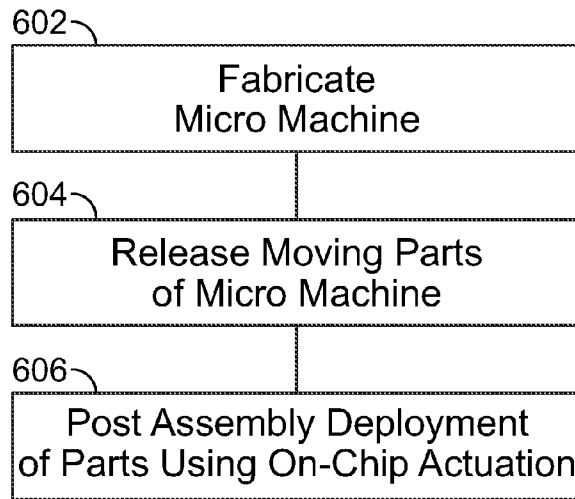 602
Fabricate
Micro Machine
604
Release Moving Parts
of Micro Machine
606
Post Assembly Deployment
of Parts Using On-Chip Actuation